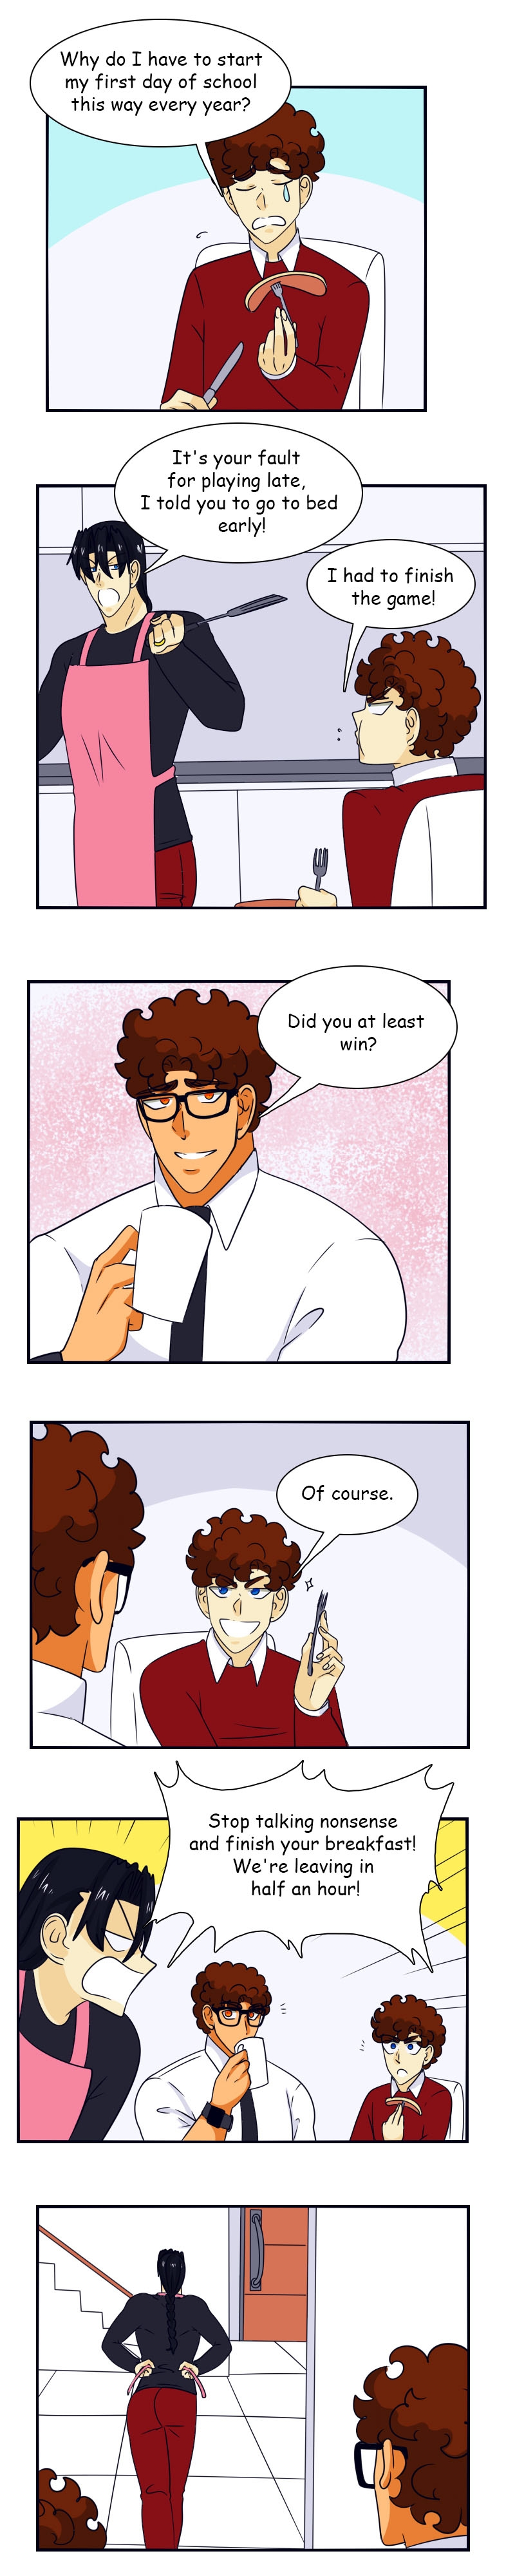 Why do I have to start
my first day of school
this way every year?
It's your fault
for playing late,
I told you to go to bed
early!
I had to finish
the game!
Did you at least
win?
Of course.
Stop talking nonsense
and finish your breakfast!
We're leaving in
half an hour!